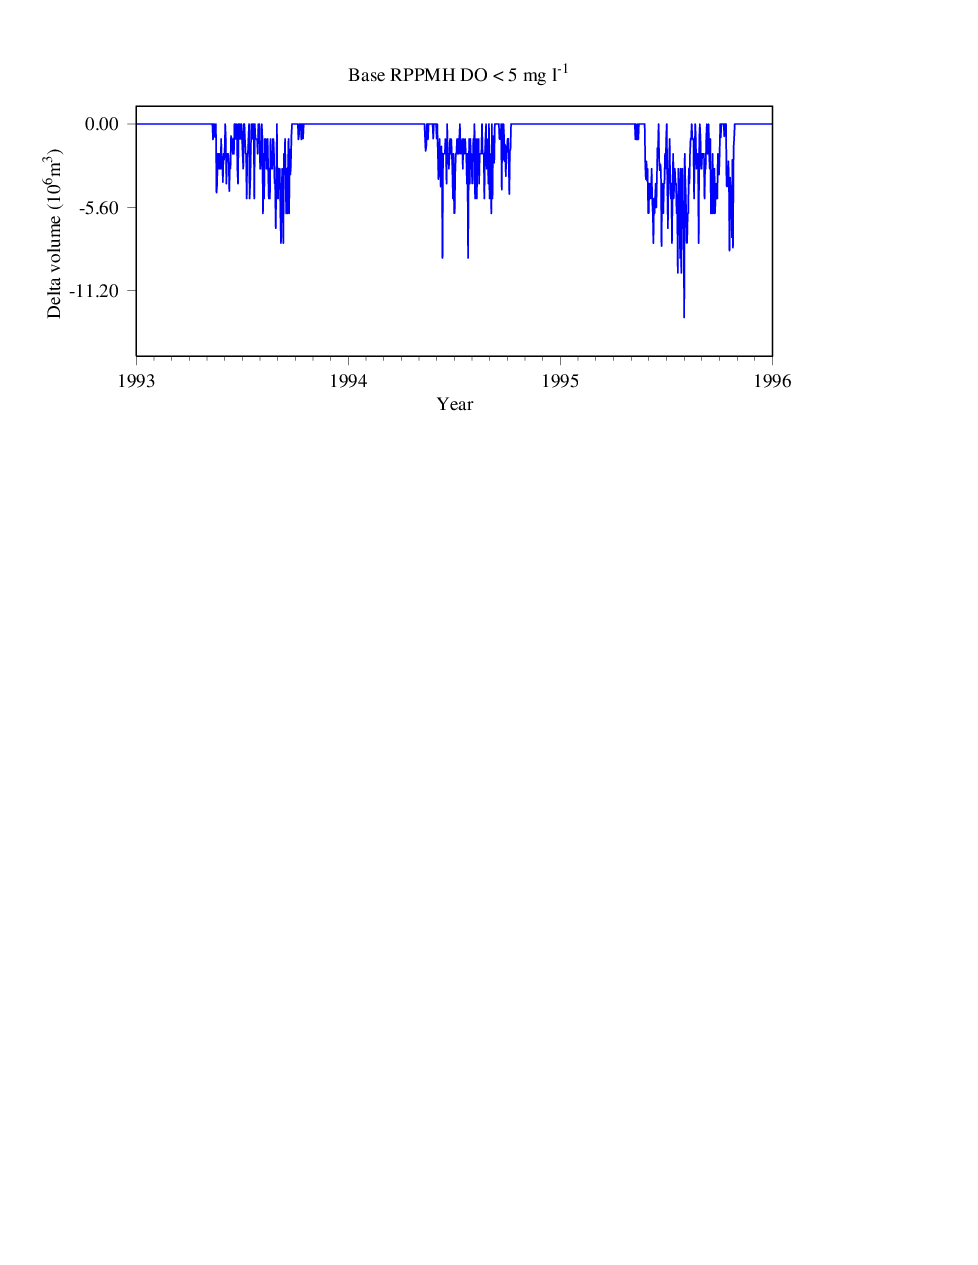 Base RPPMH DO < 5 mg l⁻¹
0.00
-5.60
-11.20
Delta volume (10⁶m³)
1993 1994 1995 1996
Year